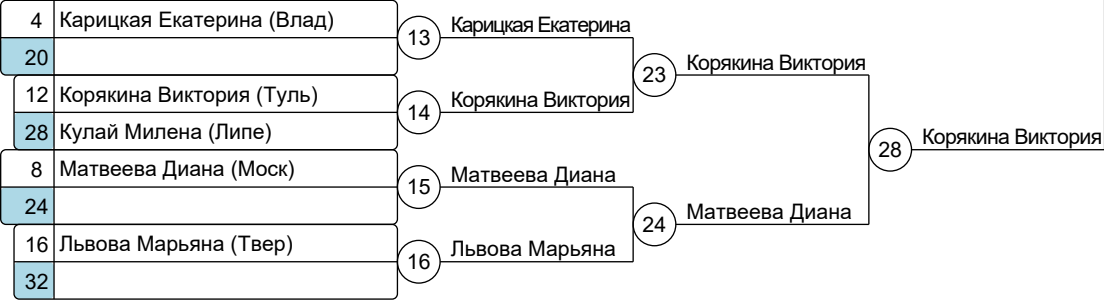 4 Карицкая Екатерина (Влад)
20
12 Корякина Виктория (Туль)
28 Кулай Милена (Липе)
8 Матвеева Диана (Моск)
24
16 Львова Марьяна (Твер)
32
13 Карицкая Екатерина
14 Корякина Виктория
15 Матвеева Диана
16 Львова Марьяна
23 Корякина Виктория
24 Матвеева Диана
28 Корякина Виктория